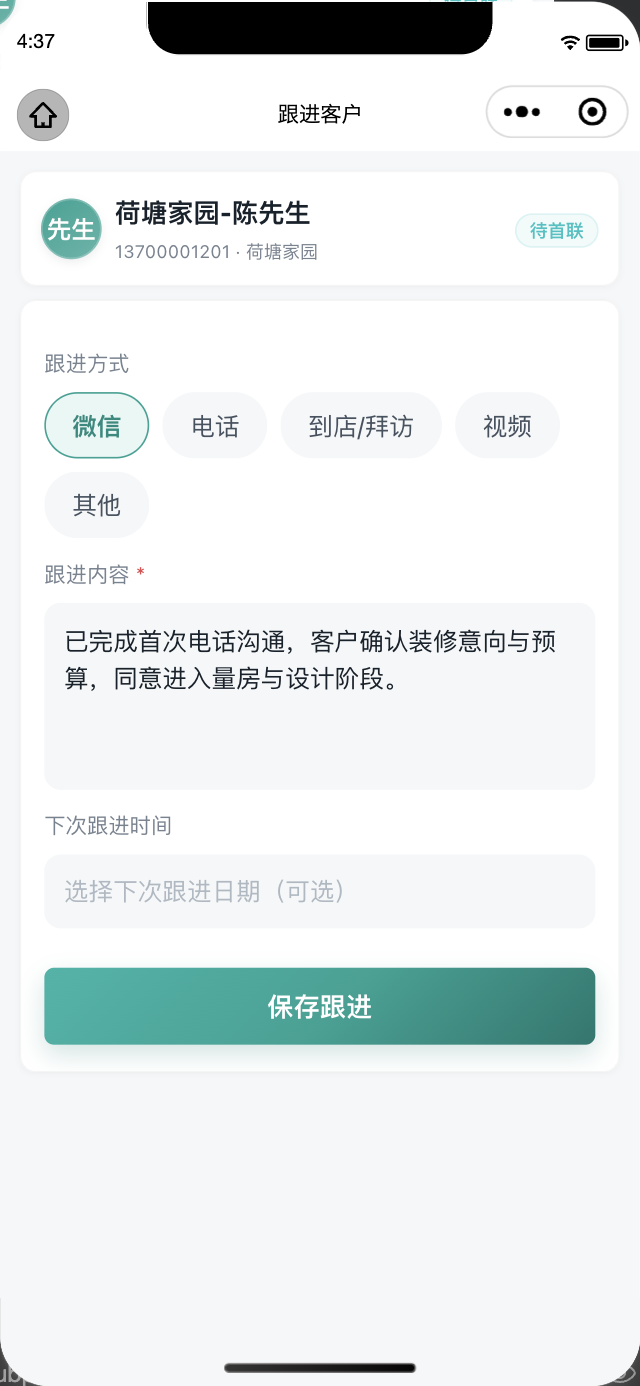 4:37
跟进客户
先生
荷塘家园-陈先生
13700001201 · 荷塘家园
待首联
跟进方式
微信
电话
到店/拜访
视频
其他
跟进内容 *
已完成首次电话沟通，客户确认装修意向与预
算，同意进入量房与设计阶段。
下次跟进时间
选择下次跟进日期（可选）
保存跟进